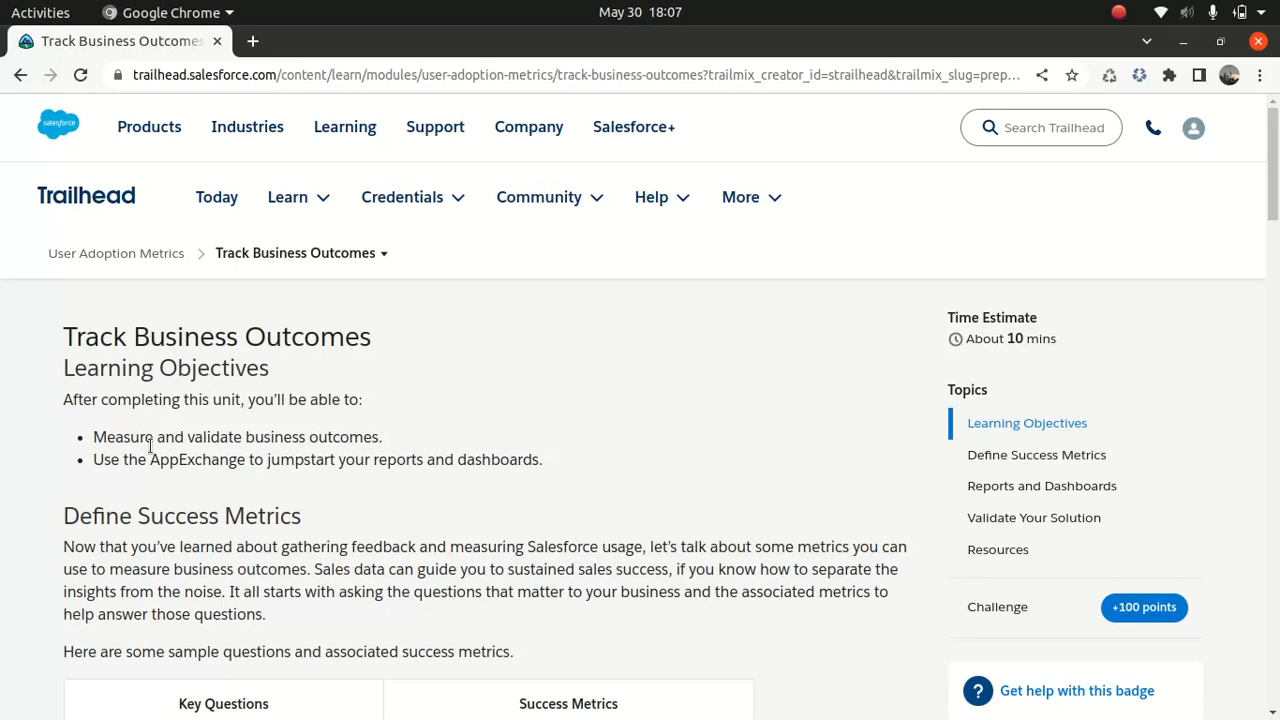 Activities Google Chrome May 30 18:07
Track Business Outcomes
trailhead.salesforce.com/content/learn/modules/user-adoption-metrics/track-business-outcomes?trailmix_creator_id=strailhead&trailmix_slug=prep...
salesforce Products Industries Learning Support Company Salesforce+ Search Trailhead
Trailhead Today Learn Credentials Community Help More
User Adoption Metrics Track Business Outcomes
Track Business Outcomes
Learning Objectives
After completing this unit, you’ll be able to:
• Measure and validate business outcomes.
• Use the AppExchange to jumpstart your reports and dashboards.
Define Success Metrics
Now that you’ve learned about gathering feedback and measuring Salesforce usage, let’s talk about some metrics you can
use to measure business outcomes. Sales data can guide you to sustained sales success, if you know how to separate the
insights from the noise. It all starts with asking the questions that matter to your business and the associated metrics to
help answer those questions.
Here are some sample questions and associated success metrics.
Key Questions Success Metrics
Time Estimate
About 10 mins
Topics
Learning Objectives
Define Success Metrics
Reports and Dashboards
Validate Your Solution
Resources
Challenge +100 points
? Get help with this badge